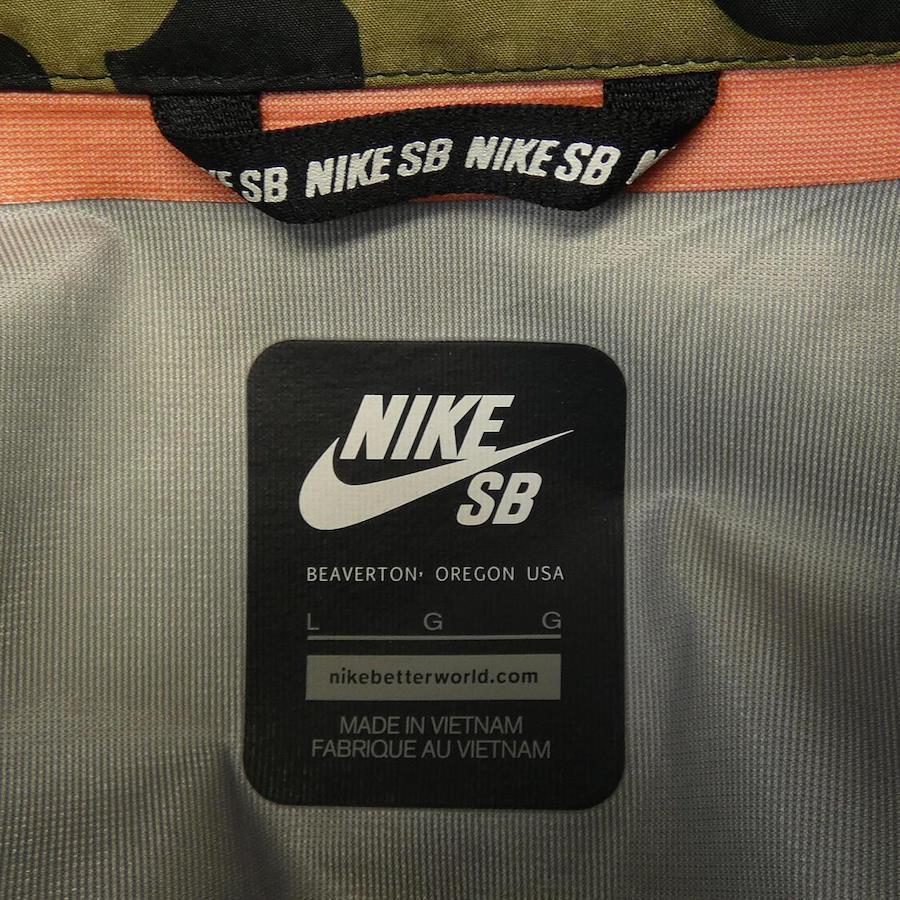 SB NIKE SB NIKE SB
NIKE
SB
BEAVERTON, OREGON USA
L G G
nikebetterworld.com
MADE IN VIETNAM
FABRIQUE AU VIETNAM